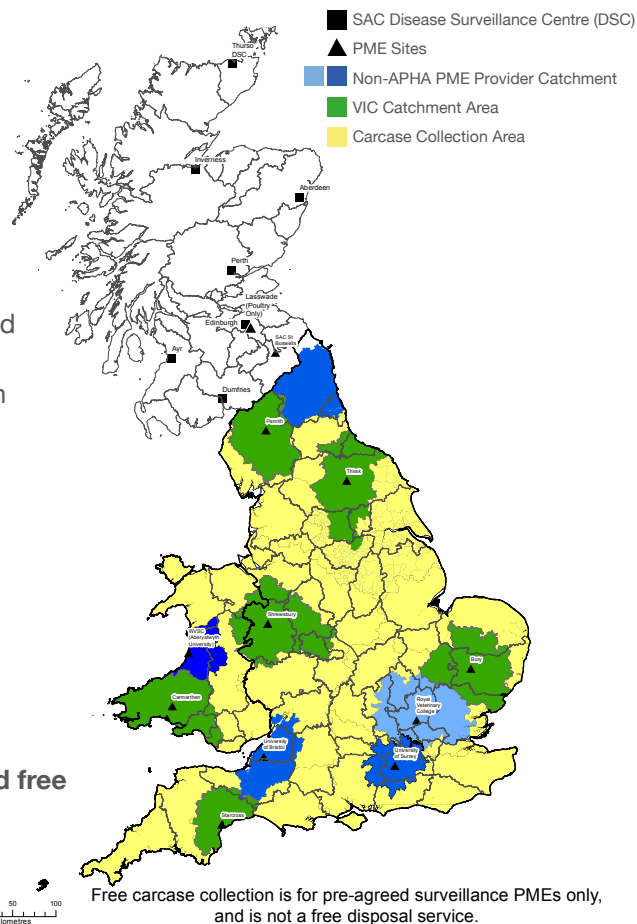 SAC Disease Surveillance Centre (DSC)
PME Sites
Non-APHA PME Provider Catchment
VIC Catchment Area
Carcase Collection Area
Thurso
DSC
Inverness
Aberdeen
Perth
Lasswade
(Poultry
Only)
Edinburgh
SAC St
Boswells
Ayr
Dumfries
d
n
Penrith
Thirsk
Shrewsbury
WVSC
(Aberystwyth
University)
Carmarthen
Bury
Royal
Veterinary
College
University
of Bristol
University
of Surrey
Starcross
d free
50 100
lometres
Free carcase collection is for pre-agreed surveillance PMEs only,
and is not a free disposal service.